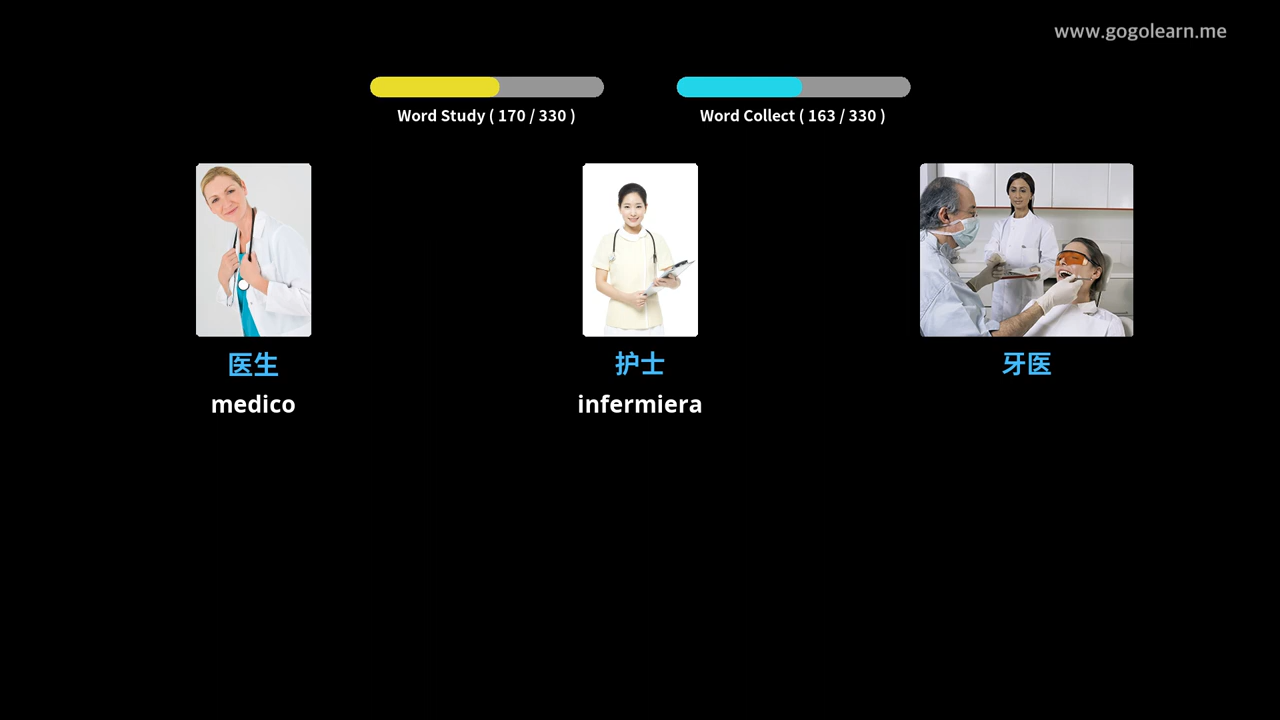 www.gogolearn.me
Word Study ( 170 / 330 )
Word Collect ( 163 / 330 )
医生
护士
牙医
medico
infermiera